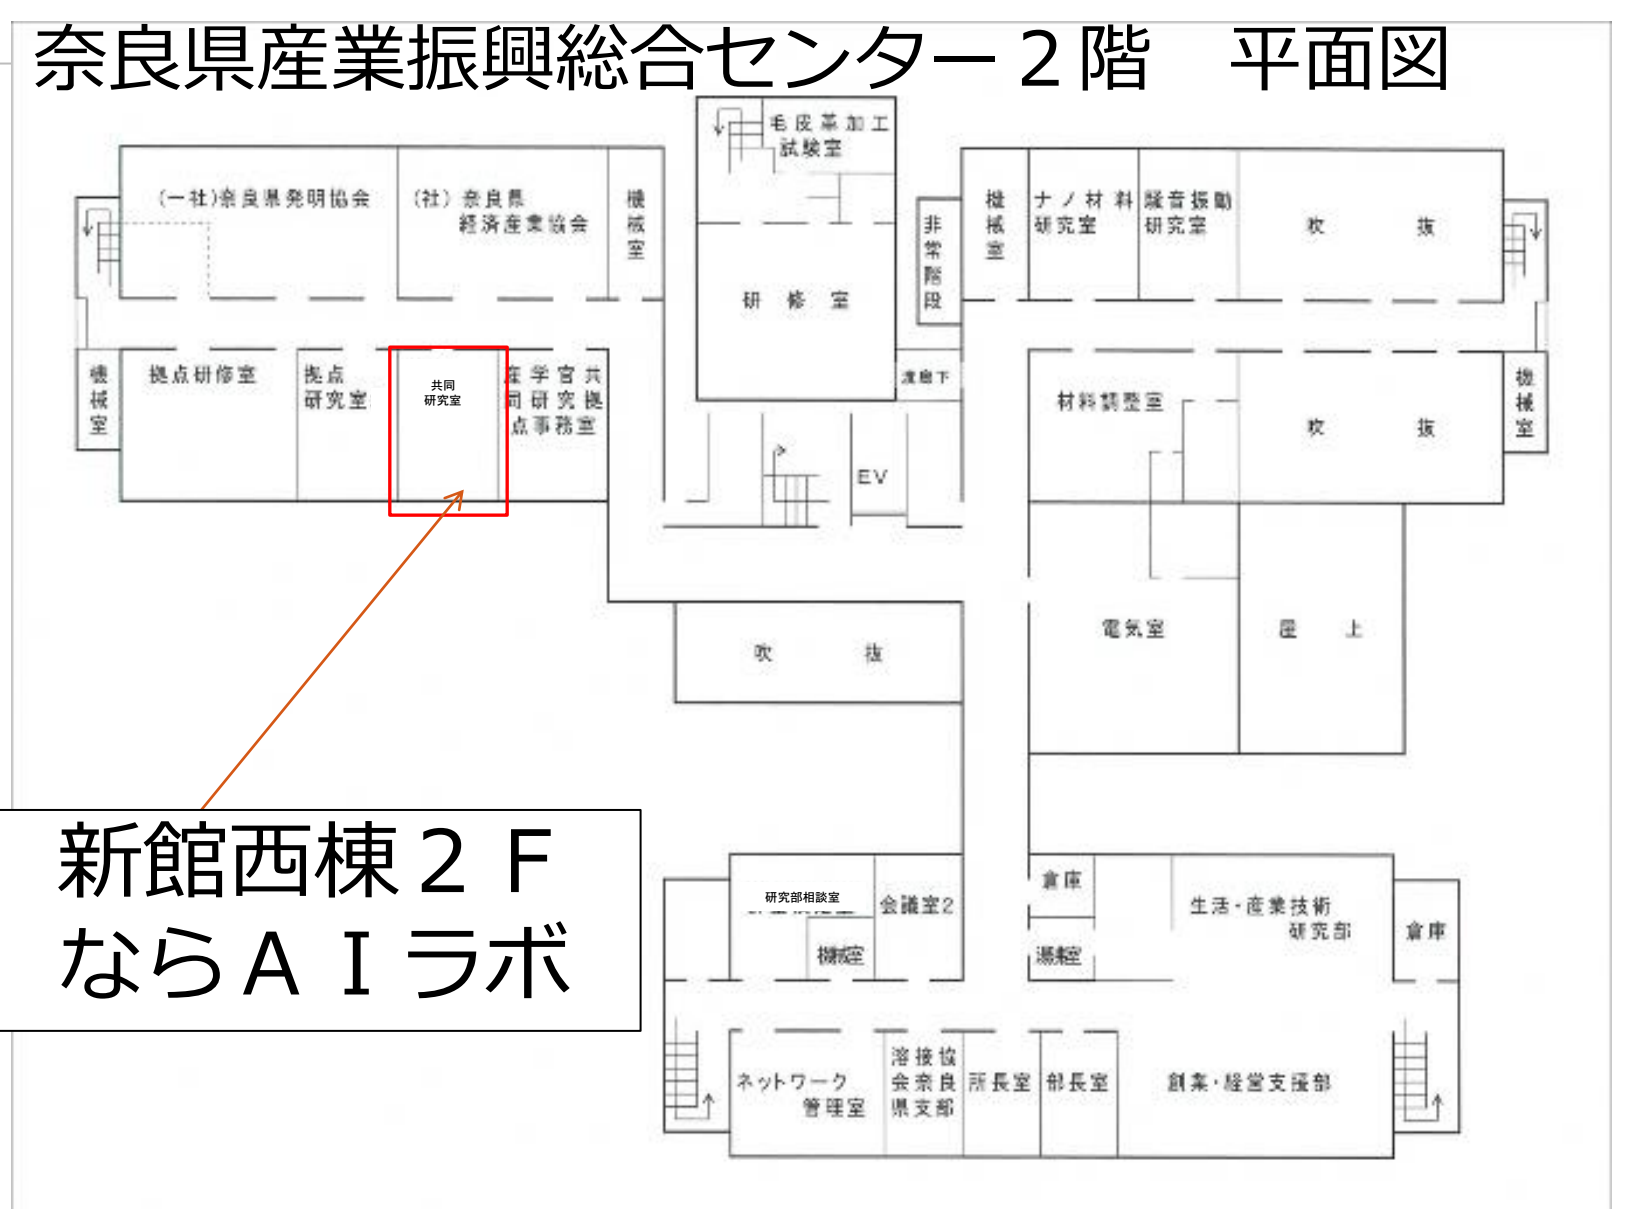 奈良県産業振興総合センター２階　平面図
毛皮革加工
試験室
(一社)奈良県発明協会
(社)奈良県
経済産業協会
機械室
研修室
非常階段
機械室
ナノ材料
研究室
騒音振動
研究室
吹抜
機械室
拠点研修室
拠点
研究室
共同
研究室
産学官共
同研究拠
点事務室
渡廊下
材料調整室
吹抜
機械室
EV
吹抜
電気室
屋上
新館西棟２Ｆ
ならＡＩラボ
研究部相談室
会議室2
機械室
倉庫
湯沸室
生活・産業技術
研究部
倉庫
ネットワーク
管理室
溶接協
会奈良
県支部
所長室
部長室
創業・経営支援部